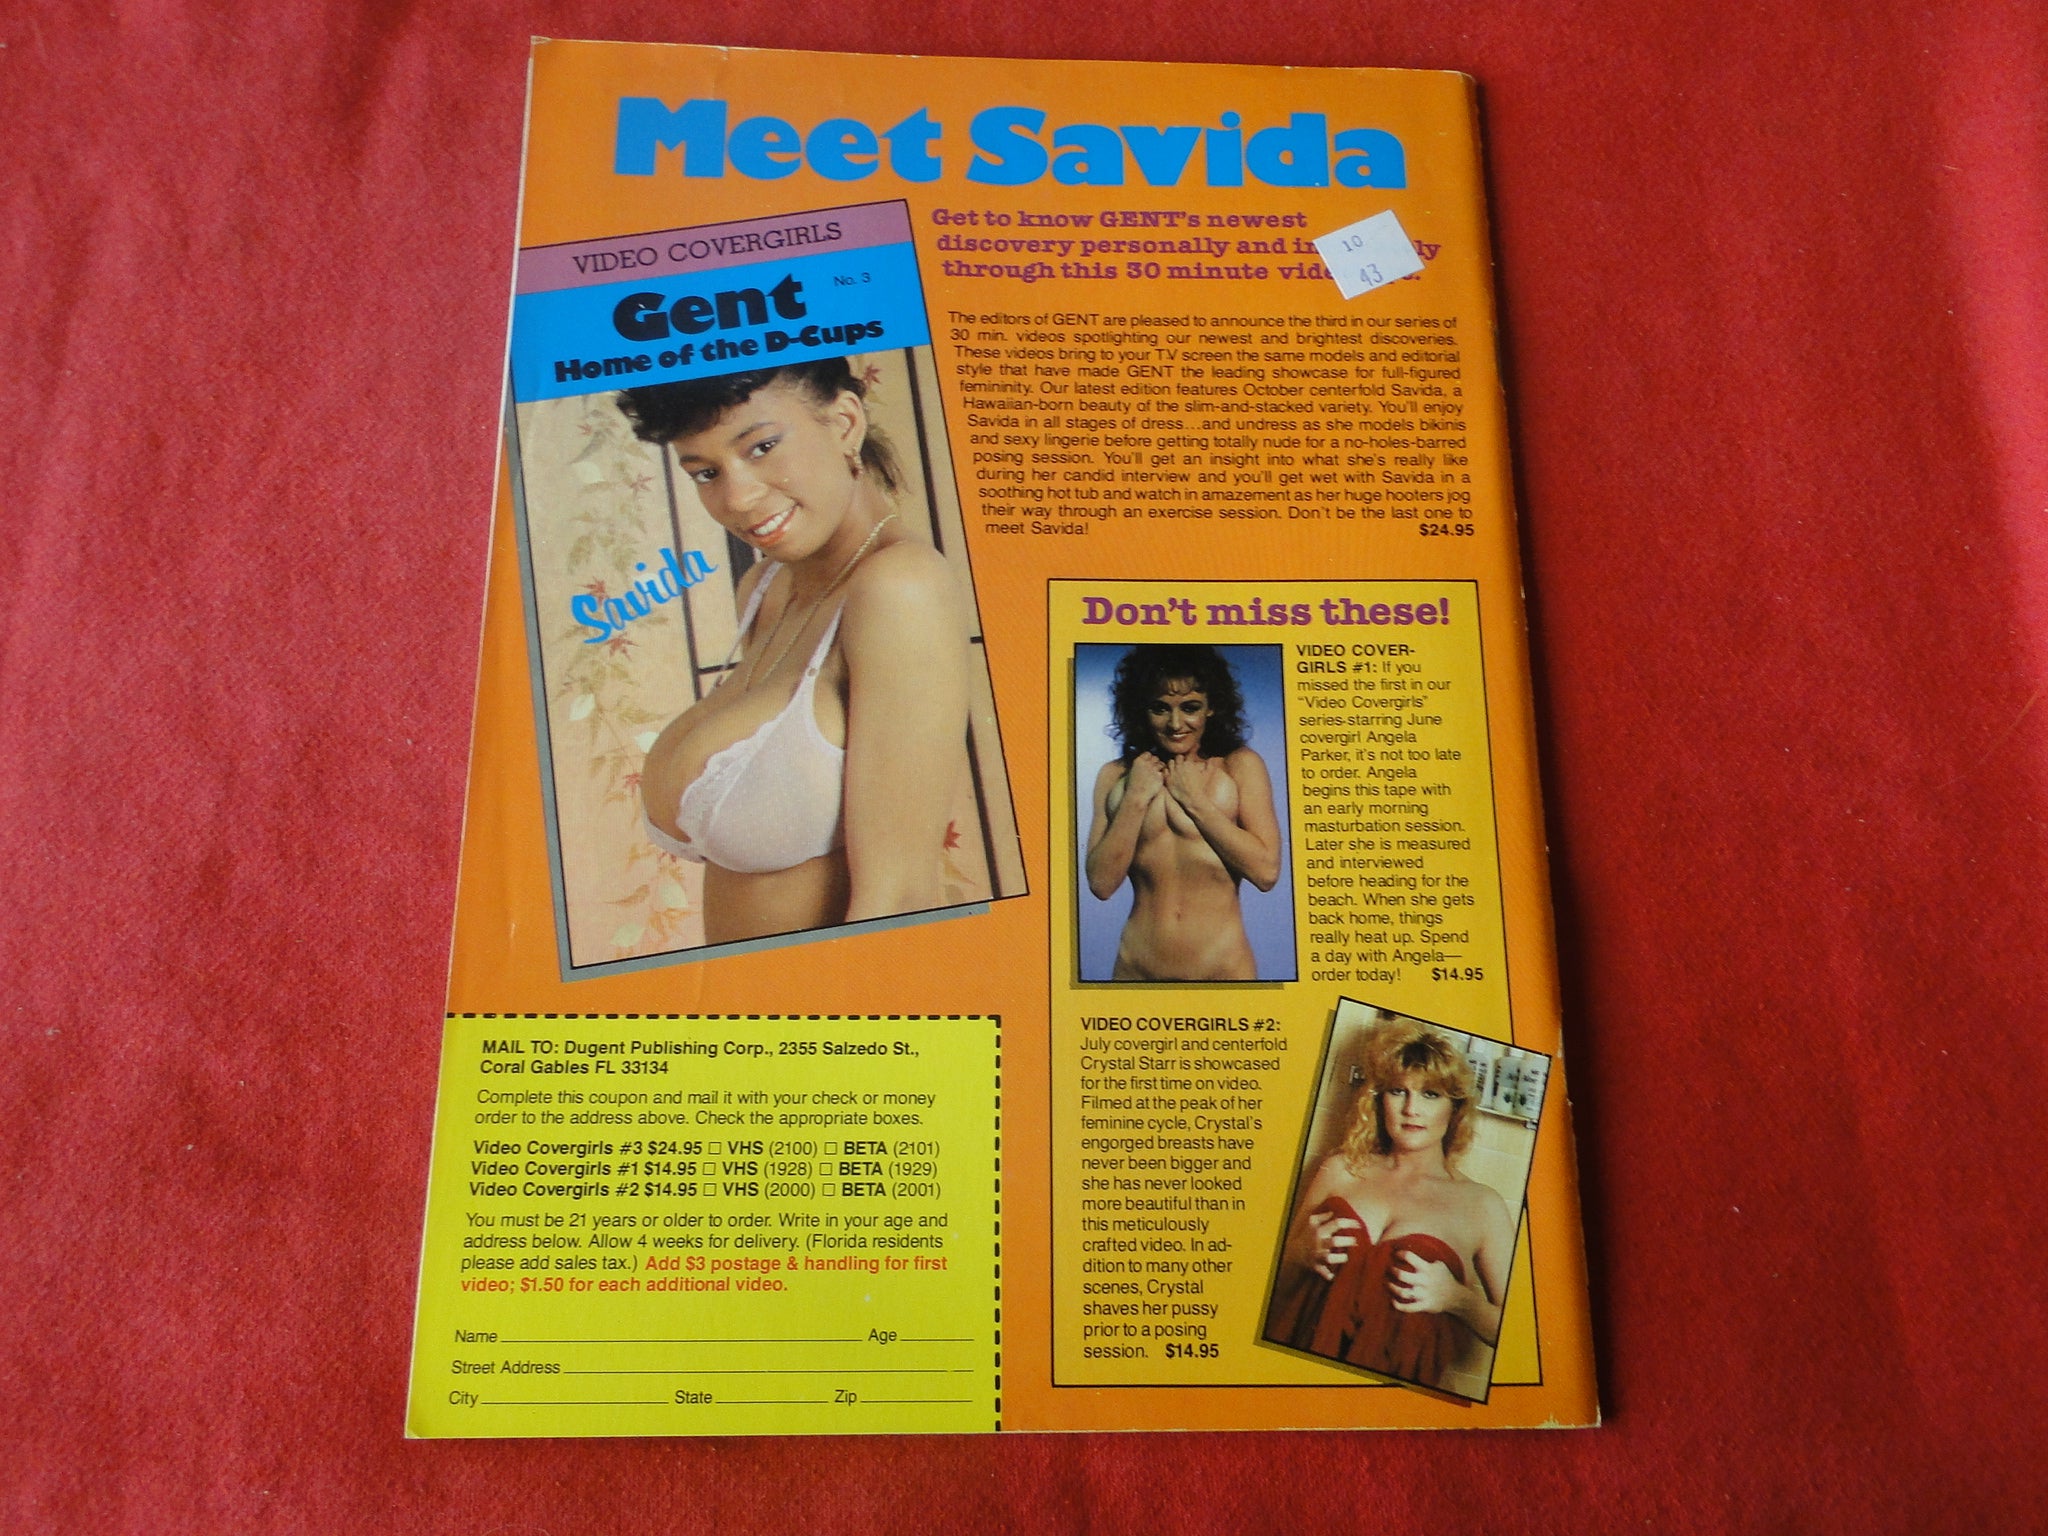 Meet Savida
Get to know GENT's newest
discovery personally and in ly
through this 30 minute
10
93
VIDEO COVERGIRLS
Gent No. 3
Home of the D-Cups
Savida
The editors of GENT are pleased to announce the third in our series of
30 min. videos spotlighting our newest and brightest discoveries.
These videos bring to your TV screen the same models and editorial
style that have made GENT the leading showcase for full-figured
femininity. Our latest edition features October centerfold Savida, a
Hawaiian-born beauty of the slim-and-stacked variety. You'll enjoy
Savida in all stages of dress...and undress as she models bikinis
and sexy lingerie before getting totally nude for a no-holes-barred
posing session. You'll get an insight into what she's really like
during her candid interview and you'll get wet with Savida in a
soothing hot tub and watch in amazement as her huge hooters jog
their way through an exercise session. Don't be the last one to
meet Savida! $24.95
Don't miss these!
VIDEO COVER-
GIRLS #1: If you
missed the first in our
"Video Covergirls"
series-starring June
covergirl Angela
Parker, it's not too late
to order. Angela
begins this tape with
an early morning
masturbation session.
Later she is measured
and interviewed
before heading for the
beach. When she gets
back home, things
really heat up. Spend
a day with Angela—
order today! $14.95
VIDEO COVERGIRLS #2:
July covergirl and centerfold
Crystal Starr is showcased
for the first time on video.
Filmed at the peak of her
feminine cycle, Crystal's
engorged breasts have
never been bigger and
she has never looked
more beautiful than in
this meticulously
crafted video. In ad-
dition to many other
scenes, Crystal
shaves her pussy
prior to a posing
session. $14.95
MAIL TO: Dugent Publishing Corp., 2355 Salzedo St.,
Coral Gables FL 33134
Complete this coupon and mail it with your check or money
order to the address above. Check the appropriate boxes.
Video Covergirls #3 $24.95 □ VHS (2100) □ BETA (2101)
Video Covergirls #1 $14.95 □ VHS (1928) □ BETA (1929)
Video Covergirls #2 $14.95 □ VHS (2000) □ BETA (2001)
You must be 21 years or older to order. Write in your age and
address below. Allow 4 weeks for delivery. (Florida residents
please add sales tax.) Add $3 postage & handling for first
video; $1.50 for each additional video.
Name Age
Street Address
City State Zip